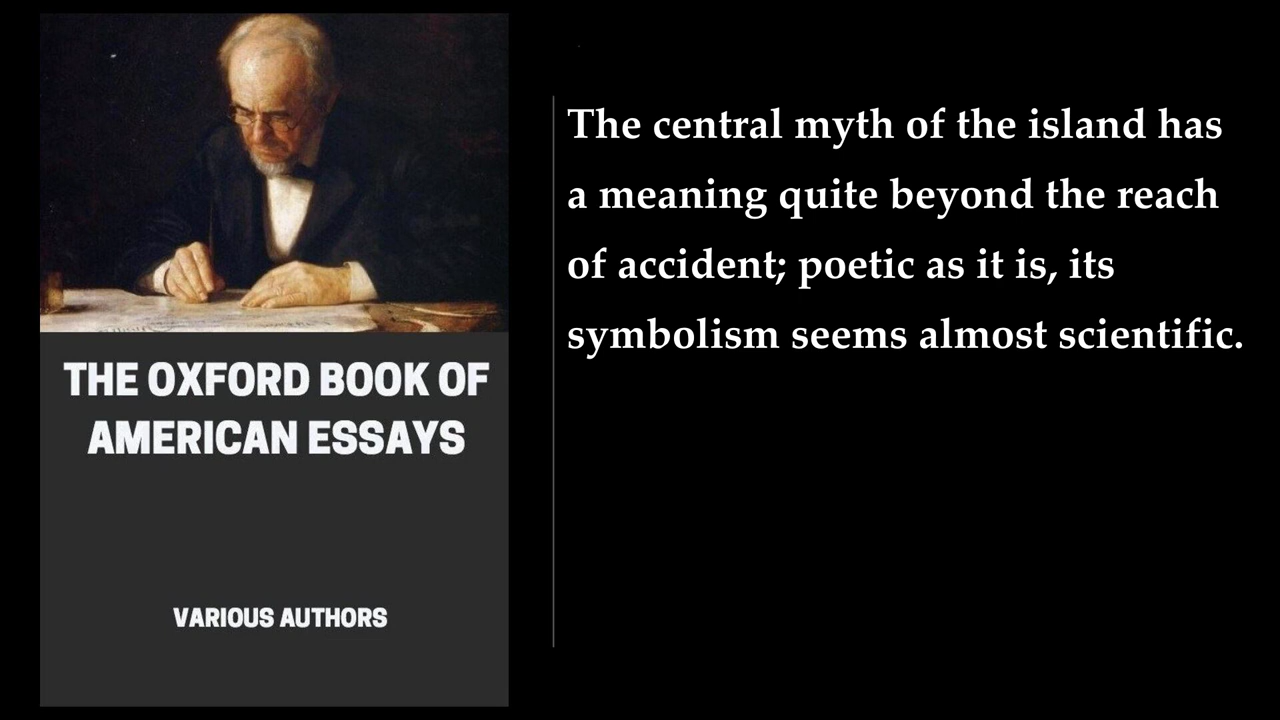 THE OXFORD BOOK OF
AMERICAN ESSAYS
VARIOUS AUTHORS
The central myth of the island has
a meaning quite beyond the reach
of accident; poetic as it is, its
symbolism seems almost scientific.